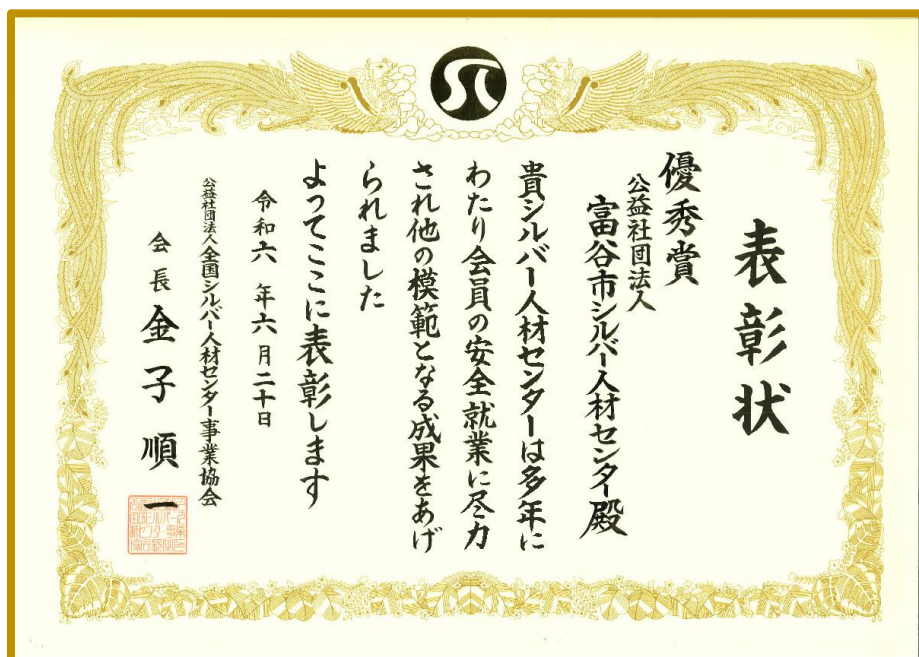 表彰状
優秀賞
公益社団法人
富谷市シルバー人材センター殿
貴シルバー人材センターは多年に
わたり会員の安全就業に尽力
され他の模範となる成果をあげ
られました
よってここに表彰します
令和六年六月二十日
公益社団法人全国シルバー人材センター事業協会
会長金子順一